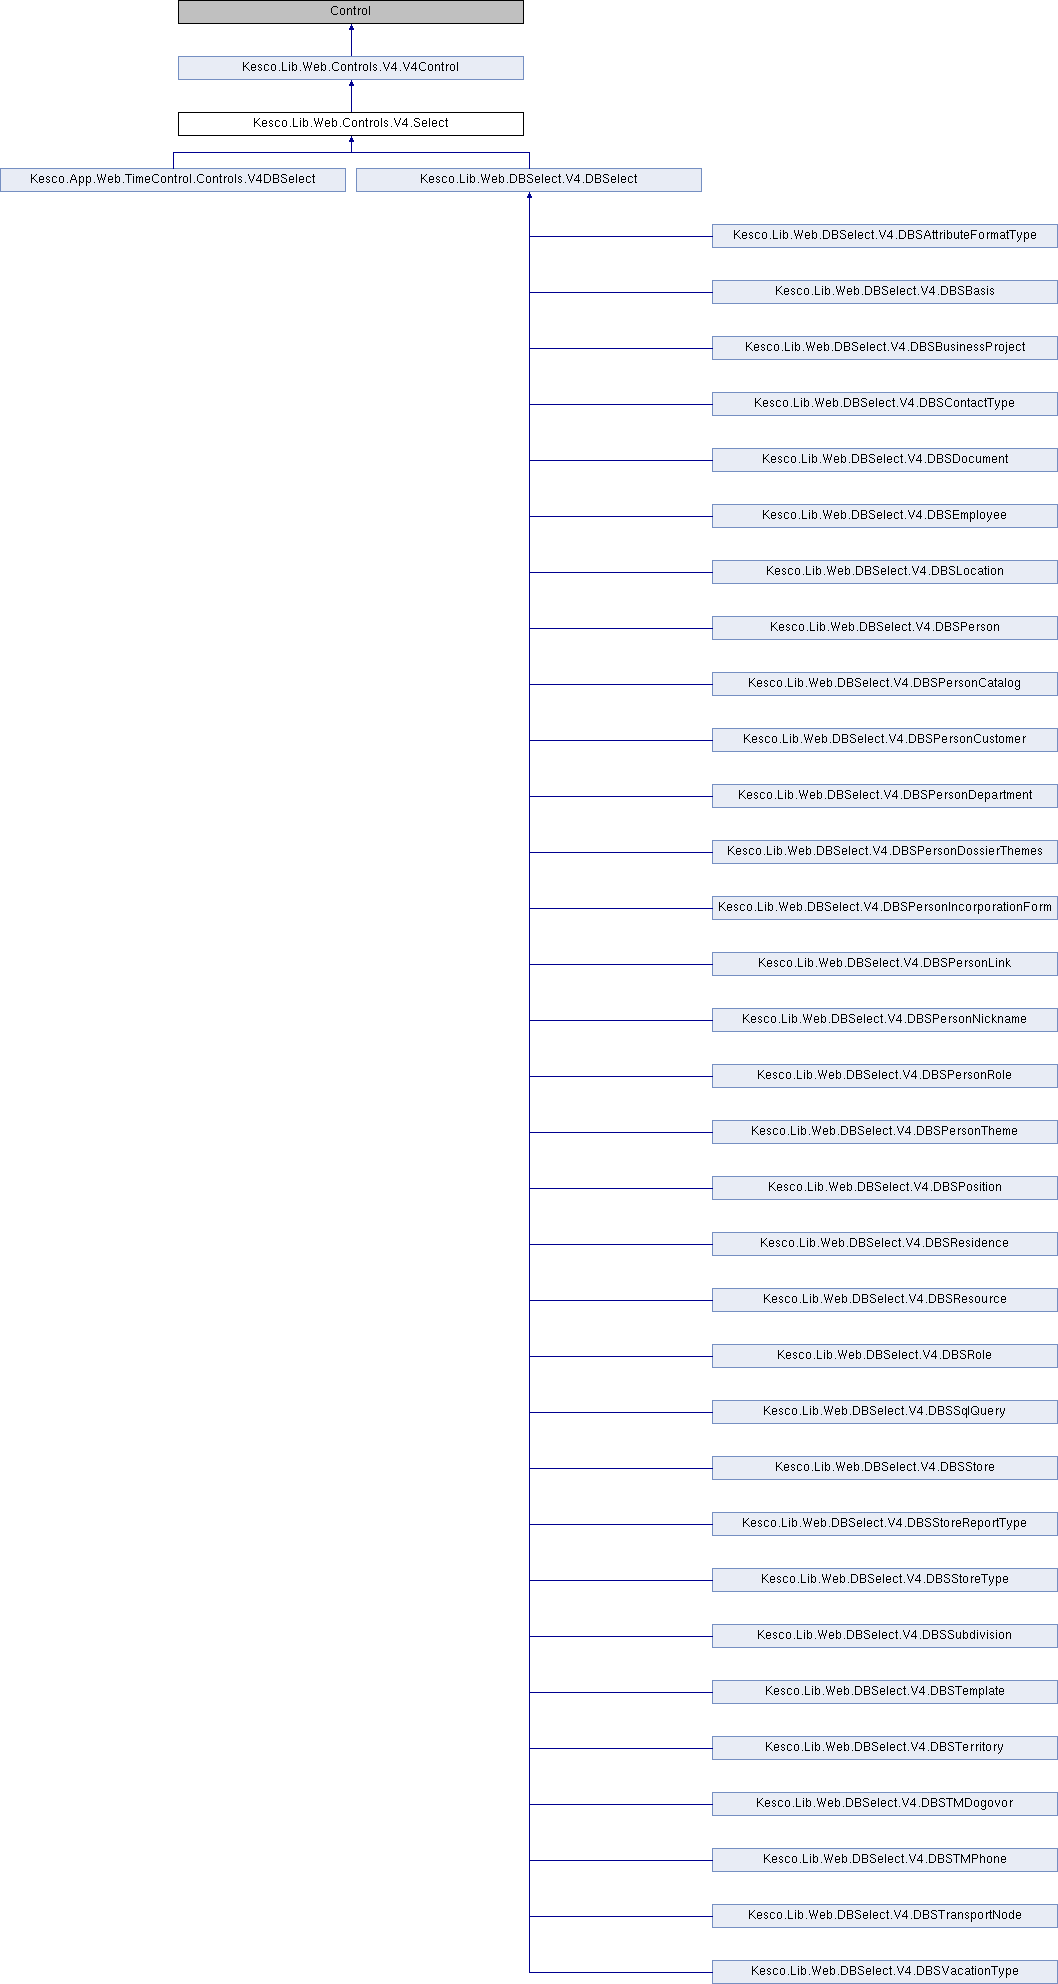 Control
Kesco.Lib.Web.Controls.V4.V4Control
Kesco.Lib.Web.Controls.V4.Select
Kesco.App.Web.TimeControl.Controls.V4DBSelect
Kesco.Lib.Web.DBSelect.V4.DBSelect
Kesco.Lib.Web.DBSelect.V4.DBSAttributeFormatType
Kesco.Lib.Web.DBSelect.V4.DBSBasis
Kesco.Lib.Web.DBSelect.V4.DBSBusinessProject
Kesco.Lib.Web.DBSelect.V4.DBSContactType
Kesco.Lib.Web.DBSelect.V4.DBSDocument
Kesco.Lib.Web.DBSelect.V4.DBSEmployee
Kesco.Lib.Web.DBSelect.V4.DBSLocation
Kesco.Lib.Web.DBSelect.V4.DBSPerson
Kesco.Lib.Web.DBSelect.V4.DBSPersonCatalog
Kesco.Lib.Web.DBSelect.V4.DBSPersonCustomer
Kesco.Lib.Web.DBSelect.V4.DBSPersonDepartment
Kesco.Lib.Web.DBSelect.V4.DBSPersonDossierThemes
Kesco.Lib.Web.DBSelect.V4.DBSPersonIncorporationForm
Kesco.Lib.Web.DBSelect.V4.DBSPersonLink
Kesco.Lib.Web.DBSelect.V4.DBSPersonNickname
Kesco.Lib.Web.DBSelect.V4.DBSPersonRole
Kesco.Lib.Web.DBSelect.V4.DBSPersonTheme
Kesco.Lib.Web.DBSelect.V4.DBSPosition
Kesco.Lib.Web.DBSelect.V4.DBSResidence
Kesco.Lib.Web.DBSelect.V4.DBSResource
Kesco.Lib.Web.DBSelect.V4.DBSRole
Kesco.Lib.Web.DBSelect.V4.DBSSqlQuery
Kesco.Lib.Web.DBSelect.V4.DBSStore
Kesco.Lib.Web.DBSelect.V4.DBSStoreReportType
Kesco.Lib.Web.DBSelect.V4.DBSStoreType
Kesco.Lib.Web.DBSelect.V4.DBSSubdivision
Kesco.Lib.Web.DBSelect.V4.DBSTemplate
Kesco.Lib.Web.DBSelect.V4.DBSTerritory
Kesco.Lib.Web.DBSelect.V4.DBSTMDogovor
Kesco.Lib.Web.DBSelect.V4.DBSTMPhone
Kesco.Lib.Web.DBSelect.V4.DBSTransportNode
Kesco.Lib.Web.DBSelect.V4.DBSVacationType